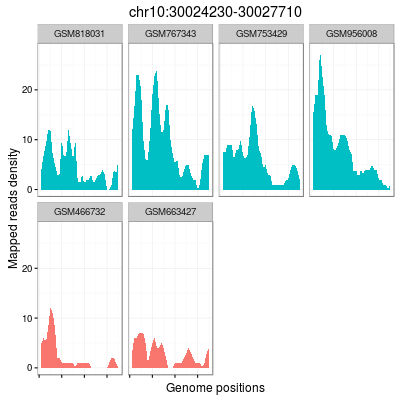 chr10:30024230-30027710
GSM818031 GSM767343 GSM753429 GSM956008
20
10
0
GSM466732 GSM663427
20
10
0
Mapped reads density
Genome positions